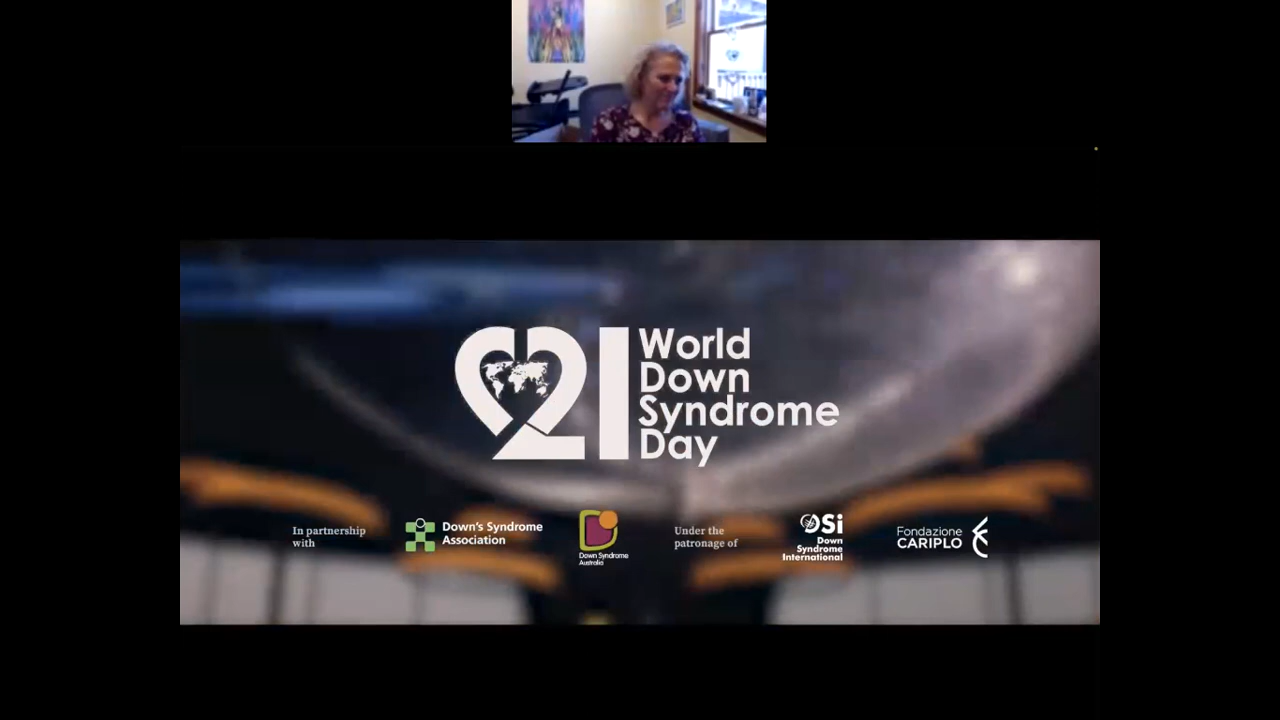 21
World
Down
Syndrome
Day
In partnership
with
Down's Syndrome
Association
Down Syndrome
Australia
Under the
patronage of
DSi
Down
Syndrome
International
Fondazione
CARIPLO